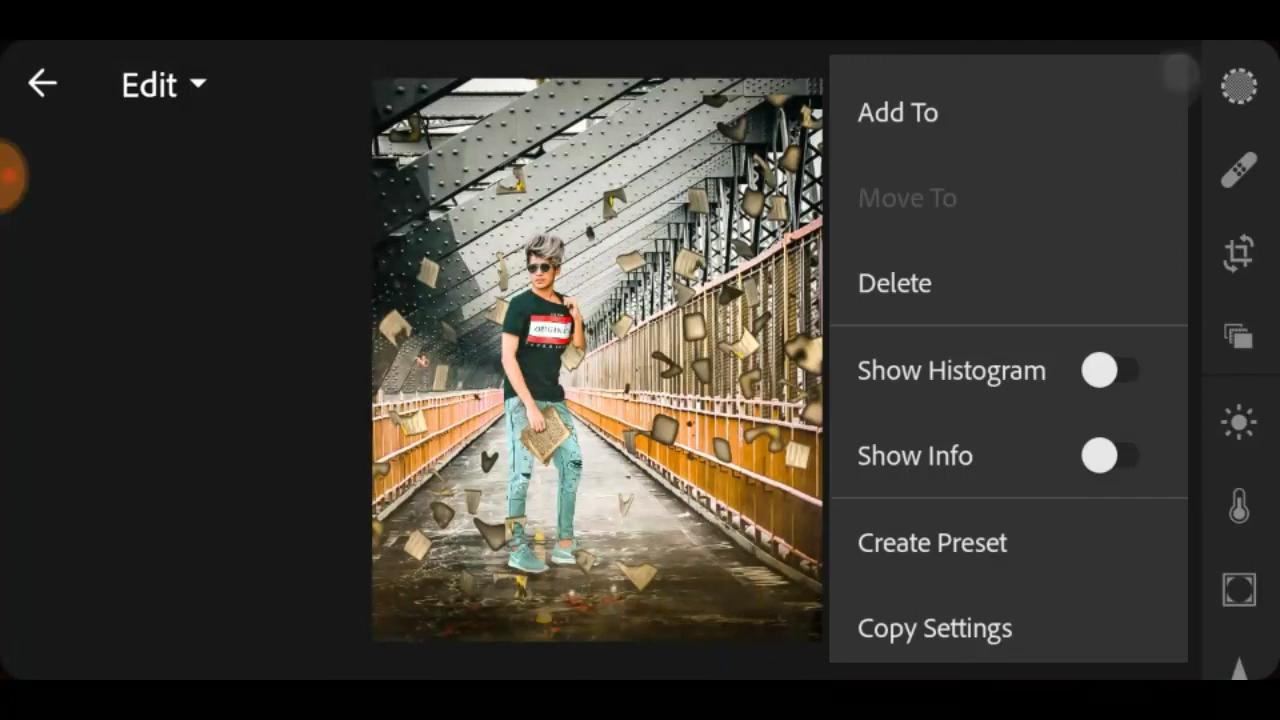 Edit
Add To
Move To
Delete
Show Histogram
Show Info
Create Preset
Copy Settings